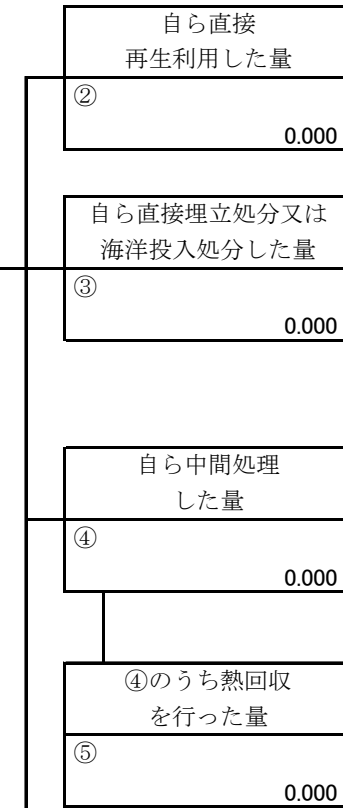 自ら直接
再生利用した量
②
0.000
自ら直接埋立処分又は
海洋投入処分した量
③
0.000
自ら中間処理
した量
④
0.000
④のうち熱回収
を行った量
⑤
0.000